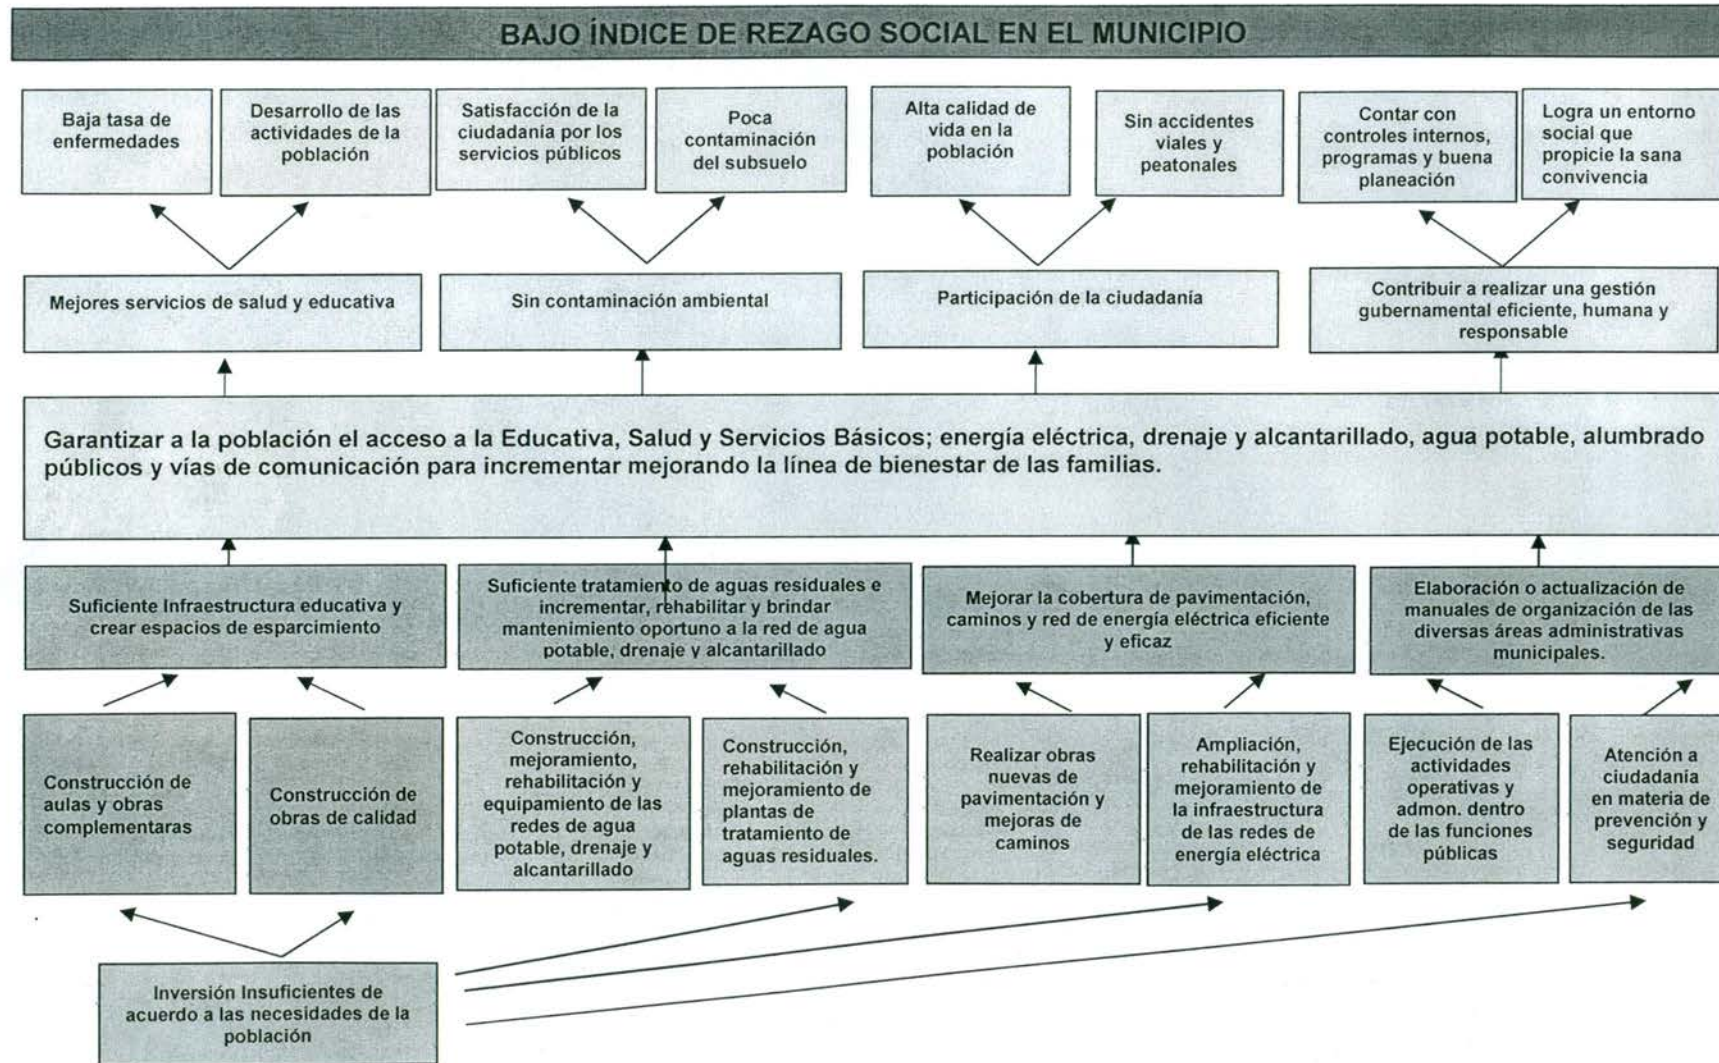 BAJO ÍNDICE DE REZAGO SOCIAL EN EL MUNICIPIO
Baja tasa de
enfermedades
Desarrollo de las
actividades de la
población
Satisfacción de la
ciudadanía por los
servicios públicos
Poca
contaminación
del subsuelo
Alta calidad de
vida en la
población
Sin accidentes
viales y
peatonales
Contar con
controles internos,
programas y buena
planeación
Logra un entorno
social que
propicie la sana
convivencia
Mejores servicios de salud y educativa
Sin contaminación ambiental
Participación de la ciudadanía
Contribuir a realizar una gestión
gubernamental eficiente, humana y
responsable
Garantizar a la población el acceso a la Educativa, Salud y Servicios Básicos; energía eléctrica, drenaje y alcantarillado, agua potable, alumbrado
públicos y vías de comunicación para incrementar mejorando la línea de bienestar de las familias.
Suficiente Infraestructura educativa y
crear espacios de esparcimiento
Suficiente tratamiento de aguas residuales e
incrementar, rehabilitar y brindar
mantenimiento oportuno a la red de agua
potable, drenaje y alcantarillado
Mejorar la cobertura de pavimentación,
caminos y red de energía eléctrica eficiente
y eficaz
Elaboración o actualización de
manuales de organización de las
diversas áreas administrativas
municipales.
Construcción de
aulas y obras
complementaras
Construcción de
obras de calidad
Construcción,
mejoramiento,
rehabilitación y
equipamiento de las
redes de agua
potable, drenaje y
alcantarillado
Construcción,
rehabilitación y
mejoramiento de
plantas de
tratamiento de
aguas residuales.
Realizar obras
nuevas de
pavimentación y
mejoras de
caminos
Ampliación,
rehabilitación y
mejoramiento de
la infraestructura
de las redes de
energía eléctrica
Ejecución de las
actividades
operativas y
admon. dentro
de las funciones
públicas
Atención a
ciudadanía
en materia de
prevención y
seguridad
Inversión Insuficientes de
acuerdo a las necesidades de la
población